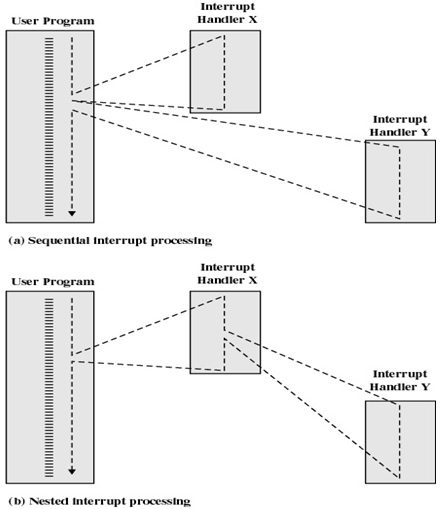 User Program
Interrupt
Handler X
Interrupt
Handler Y
(a) Sequential interrupt processing
User Program
Interrupt
Handler X
Interrupt
Handler Y
(b) Nested interrupt processing